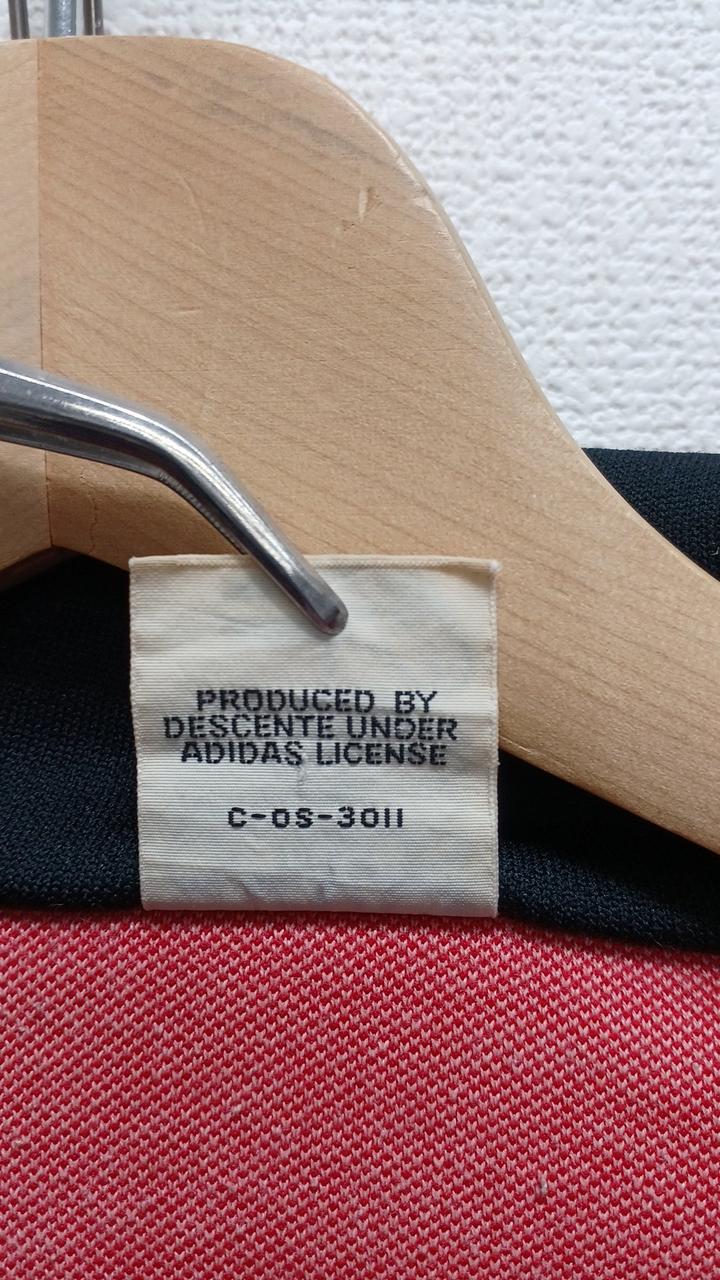 PRODUCED BY
DESCENTE UNDER
ADIDAS LICENSE
C-OS-3011